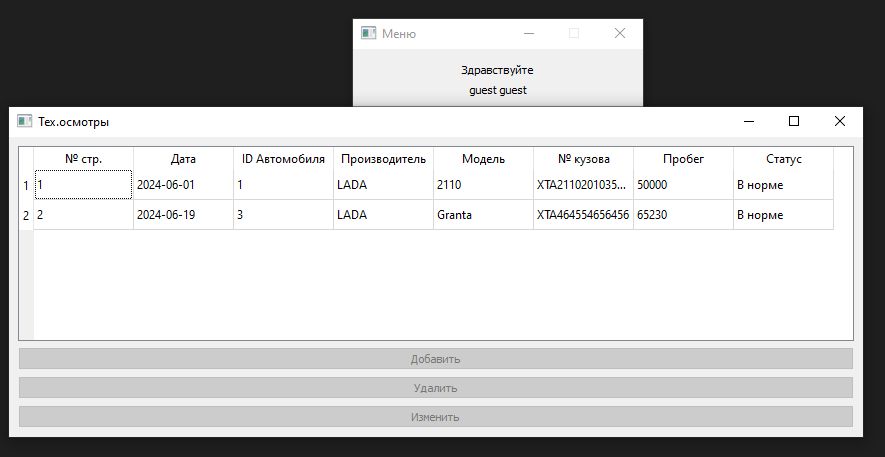 Меню
Здравствуйте
guest guest
Тех.осмотры
№ стр. Дата ID Автомобиля Производитель Модель № кузова Пробег Статус
1 1 2024-06-01 1 LADA 2110 XTA2110201035... 50000 В норме
2 2 2024-06-19 3 LADA Granta XTA464554656456 65230 В норме
Добавить
Удалить
Изменить